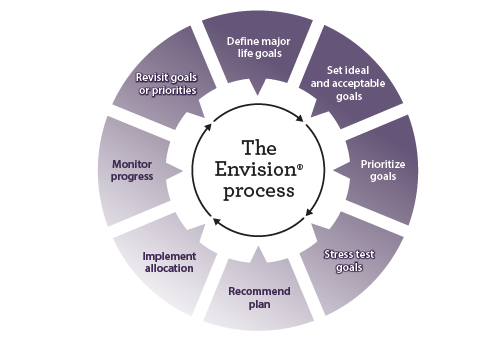 Define major
life goals
Set ideal
and acceptable
goals
Prioritize
goals
Stress test
goals
Recommend
plan
Implement
allocation
Monitor
progress
Revisit goals
or priorities
The
Envision®
process